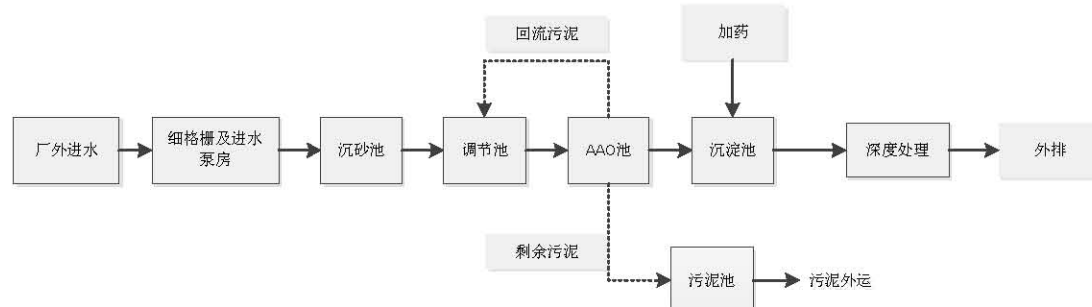 回流污泥
加药
厂外进水
细格栅及进水
泵房
沉砂池
调节池
AAO池
沉淀池
深度处理
外排
剩余污泥
污泥池
污泥外运